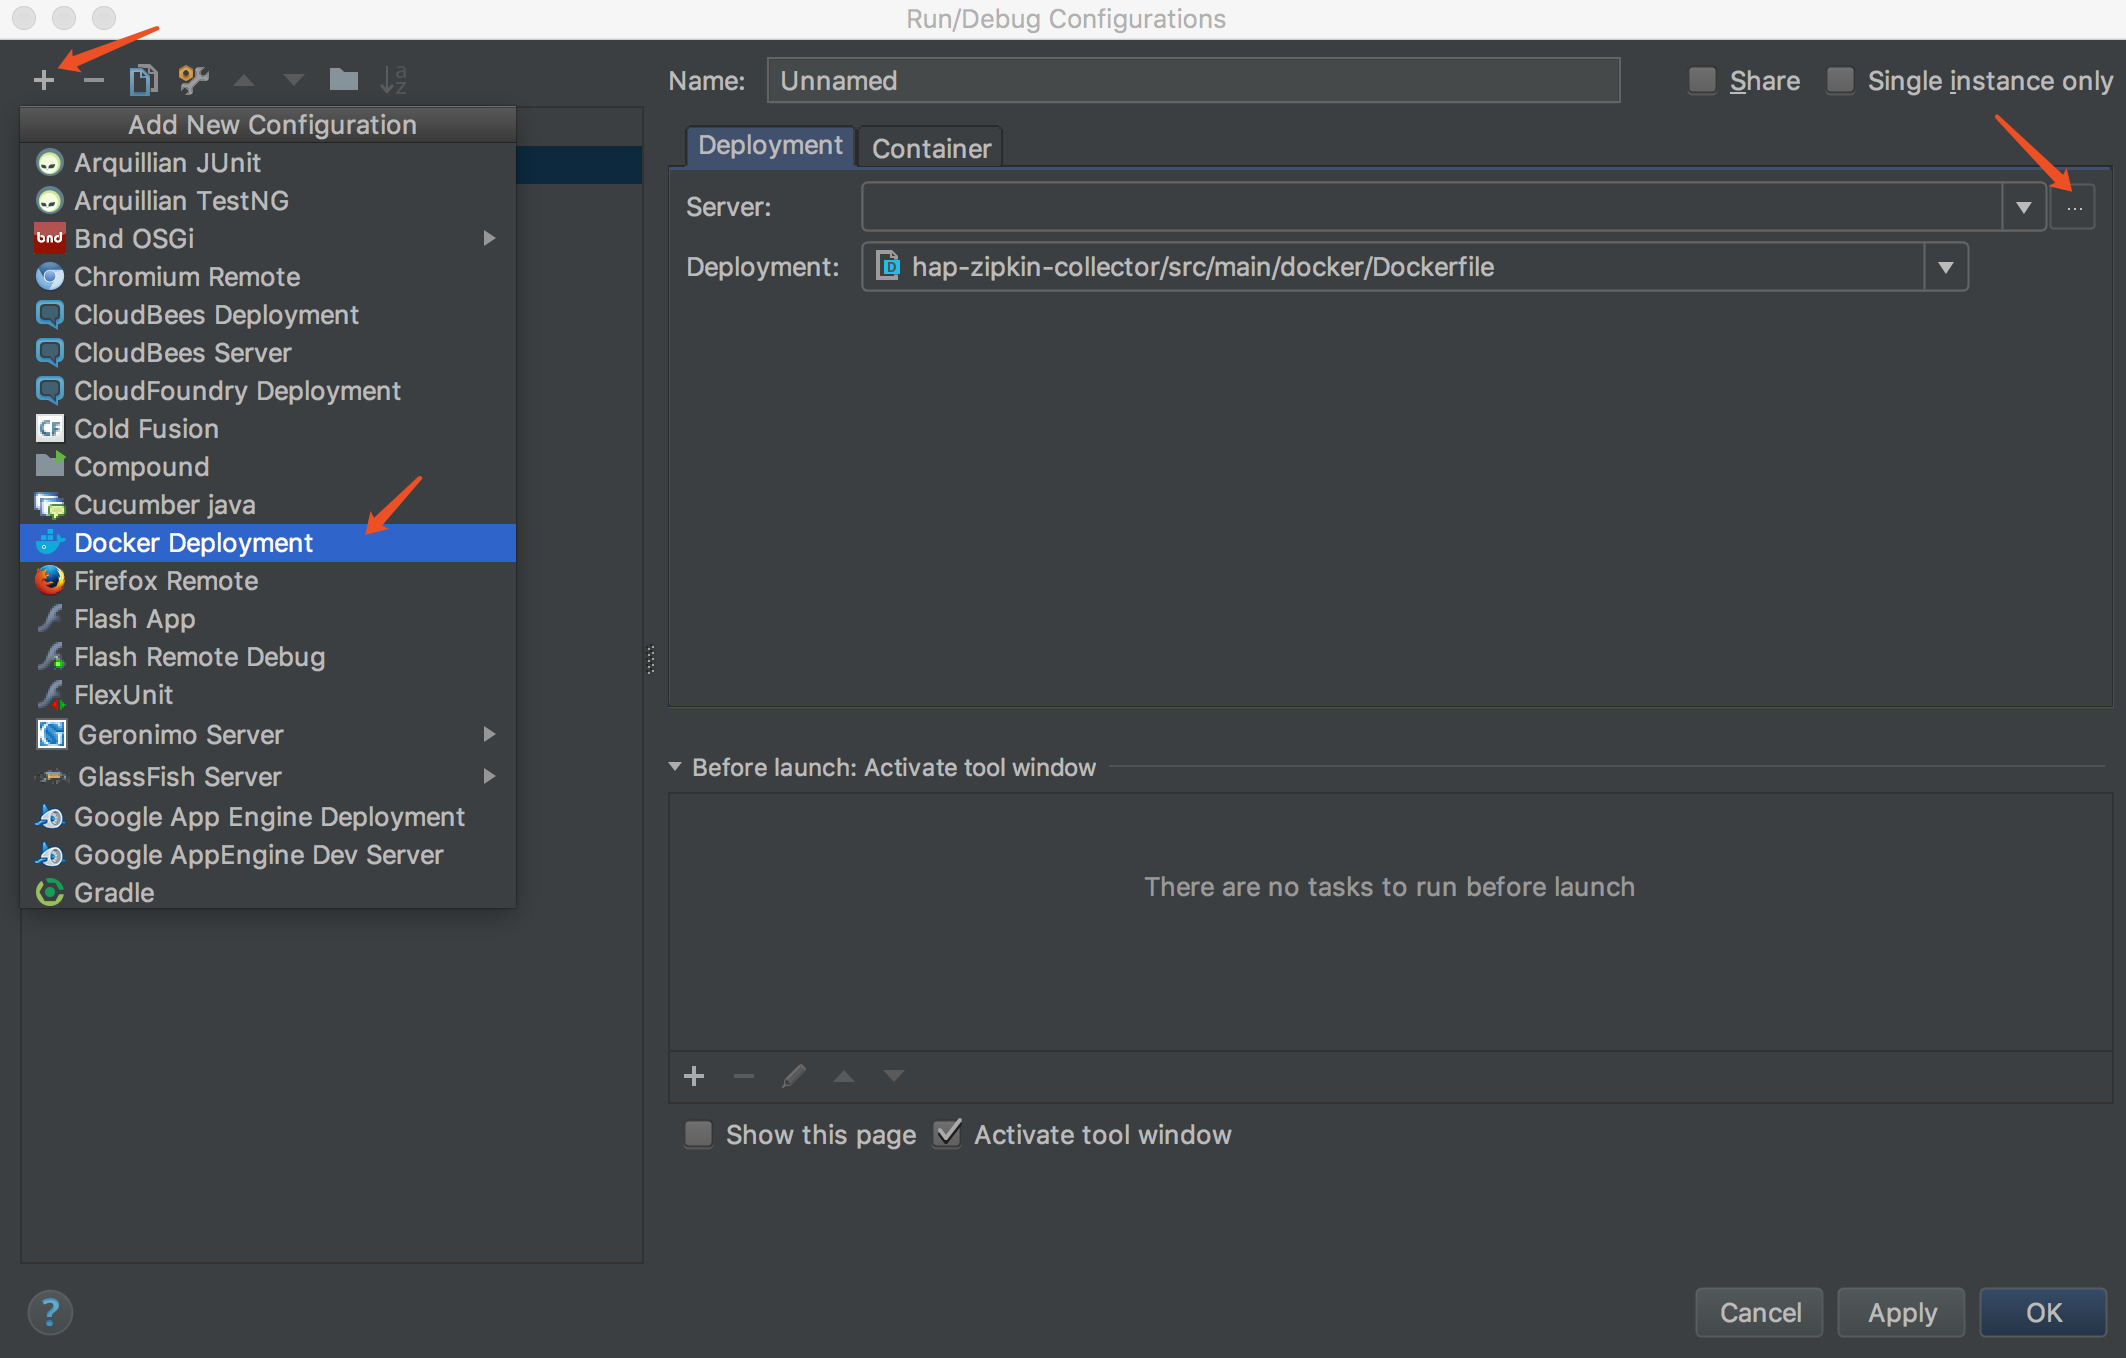 Run/Debug Configurations
Name: Unnamed Share Single instance only
Add New Configuration
Arquillian JUnit
Arquillian TestNG
bnd Bnd OSGi
Chromium Remote
CloudBees Deployment
CloudBees Server
CloudFoundry Deployment
CF Cold Fusion
Compound
Cucumber java
Docker Deployment
Firefox Remote
Flash App
Flash Remote Debug
FlexUnit
Geronimo Server
GlassFish Server
Google App Engine Deployment
Google AppEngine Dev Server
Gradle
Deployment Container
Server: ...
Deployment: D hap-zipkin-collector/src/main/docker/Dockerfile
Before launch: Activate tool window
There are no tasks to run before launch
Show this page Activate tool window
? Cancel Apply OK